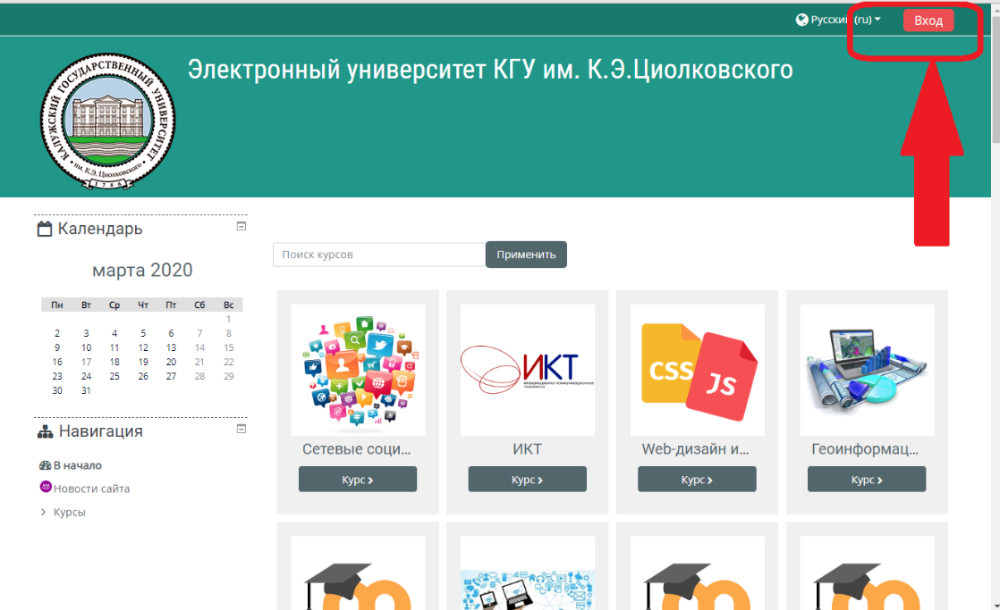 Русский (ru)
Вход
Электронный университет КГУ им. К.Э.Циолковского
КАЛУЖСКИЙ ГОСУДАРСТВЕННЫЙ УНИВЕРСИТЕТ
им. К.Э. Циолковского
1786
Календарь
марта 2020
Пн Вт Ср Чт Пт Сб Вс
1
2 3 4 5 6 7 8
9 10 11 12 13 14 15
16 17 18 19 20 21 22
23 24 25 26 27 28 29
30 31
Навигация
В начало
Новости сайта
Курсы
Поиск курсов
Применить
ИКТ
CSS
JS
Сетевые соци...
ИКТ
Web-дизайн и...
Геоинформац...
Курс
Курс
Курс
Курс